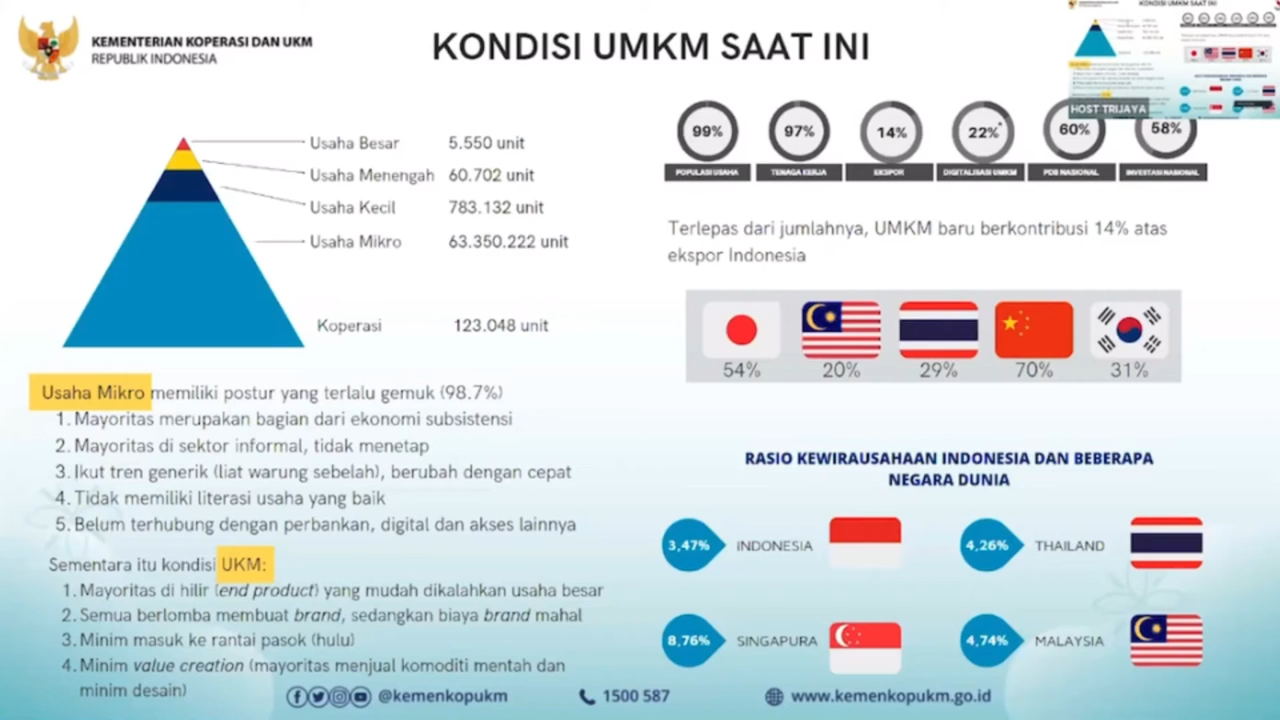 KEMENTERIAN KOPERASI DAN UKM
REPUBLIK INDONESIA
KONDISI UMKM SAAT INI
KONDISI UMKM SAAT INI
HOST TRIJAYA
Usaha Besar 5.550 unit
Usaha Menengah 60.702 unit
Usaha Kecil 783.132 unit
Usaha Mikro 63.350.222 unit
Koperasi 123.048 unit
Usaha Mikro memiliki postur yang terlalu gemuk (98.7%)
1. Mayoritas merupakan bagian dari ekonomi subsistensi
2. Mayoritas di sektor informal, tidak menetap
3. Ikut tren generik (liat warung sebelah), berubah dengan cepat
4. Tidak memiliki literasi usaha yang baik
5. Belum terhubung dengan perbankan, digital dan akses lainnya
Sementara itu kondisi UKM:
1. Mayoritas di hilir (end product) yang mudah dikalahkan usaha besar
2. Semua berlomba membuat brand, sedangkan biaya brand mahal
3. Minim masuk ke rantai pasok (hulu)
4. Minim value creation (mayoritas menjual komoditi mentah dan
minim desain)
99% 97% 14% 22%* 60% 58%
POPULASI USAHA TENAGA KERJA EKSPOR DIGITALISASI UMKM PDB NASIONAL INVESTASI NASIONAL
Terlepas dari jumlahnya, UMKM baru berkontribusi 14% atas
ekspor Indonesia
54% 20% 29% 70% 31%
RASIO KEWIRAUSAHAAN INDONESIA DAN BEBERAPA
NEGARA DUNIA
3,47% INDONESIA 4,26% THAILAND
8,76% SINGAPURA 4,74% MALAYSIA
@kemenkopukm 1500 587 www.kemenkopukm.go.id